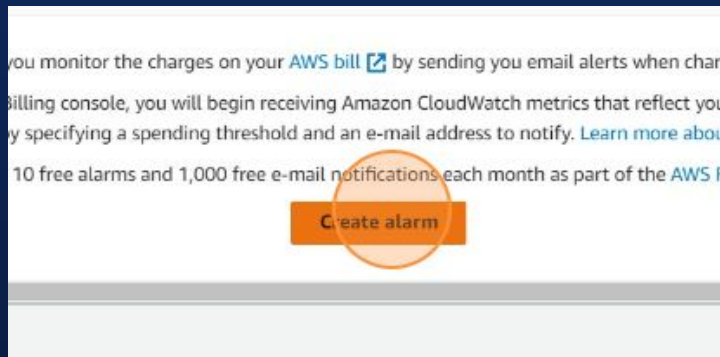 you monitor the charges on your AWS bill by sending you email alerts when char
Billing console, you will begin receiving Amazon CloudWatch metrics that reflect you
by specifying a spending threshold and an e-mail address to notify. Learn more abou
10 free alarms and 1,000 free e-mail notifications each month as part of the AWS F
Create alarm